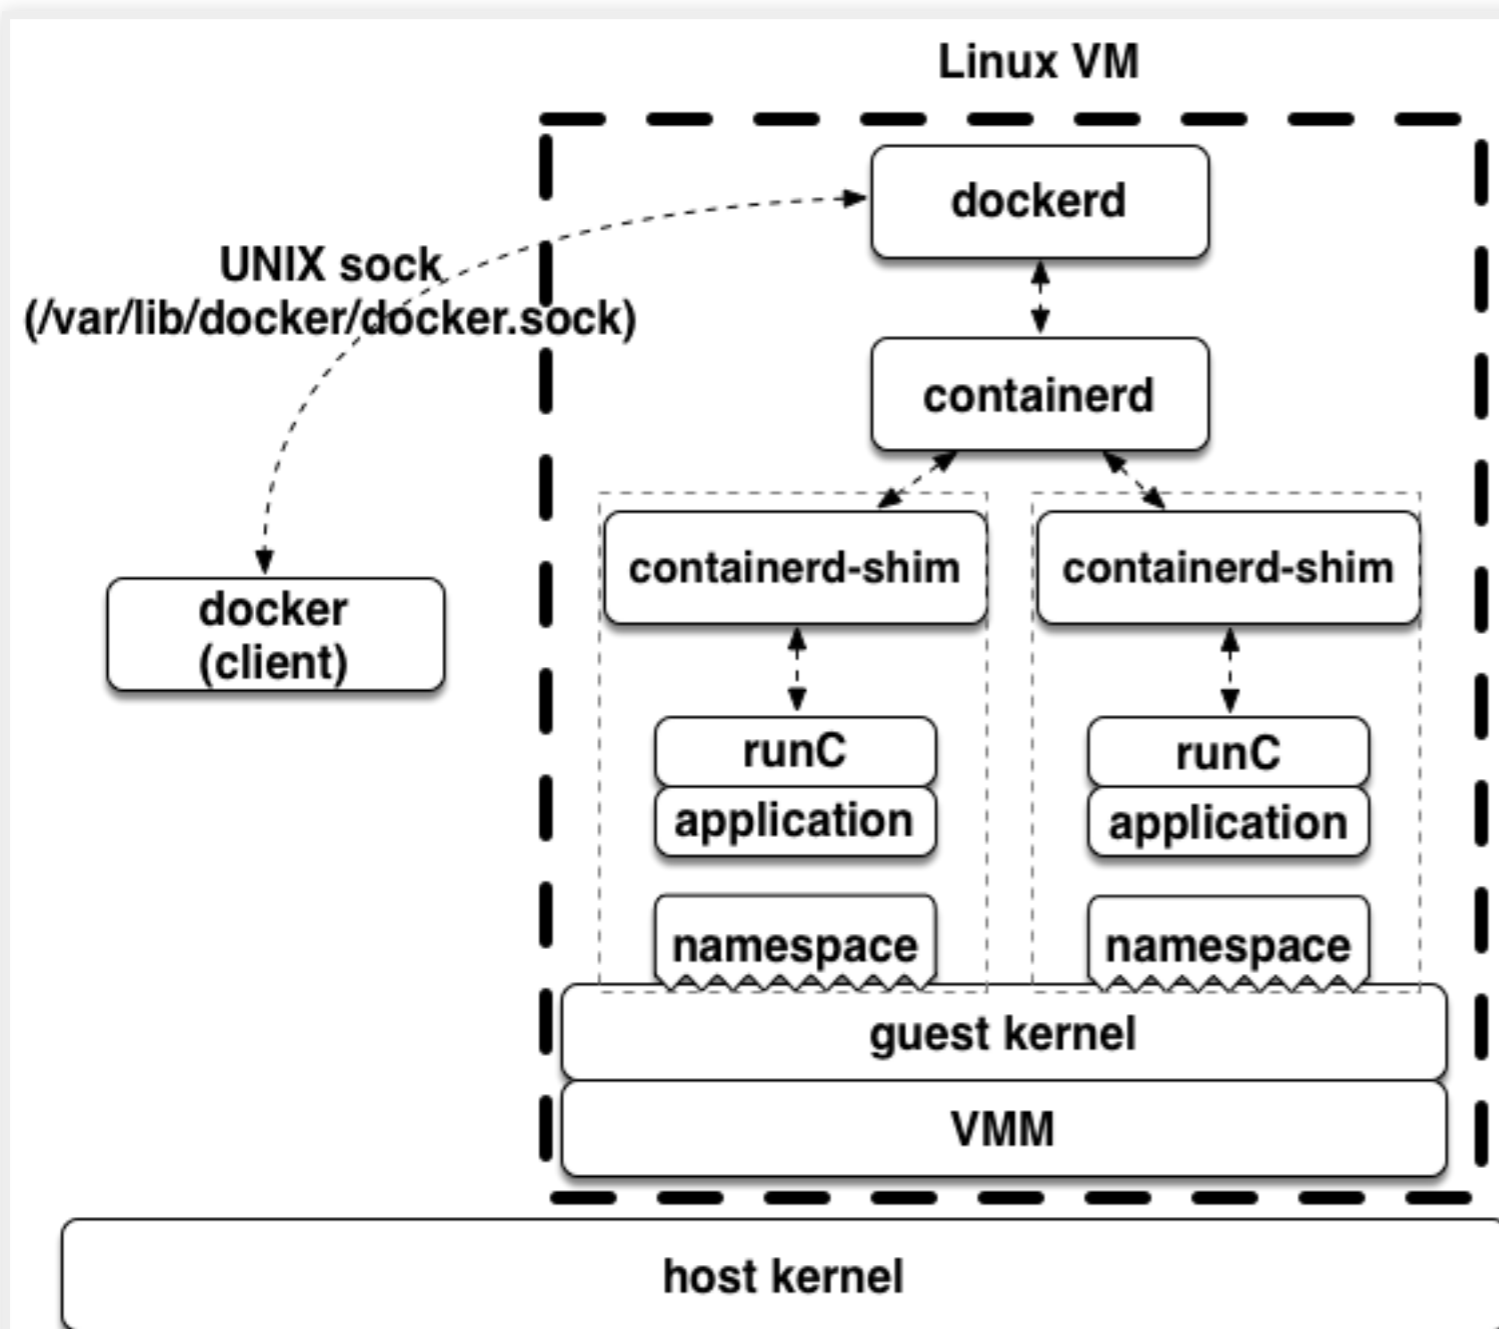 Linux VM
dockerd
UNIX sock
(/var/lib/docker/docker.sock)
containerd
containerd-shim
containerd-shim
docker
(client)
runC
application
runC
application
namespace
namespace
guest kernel
VMM
host kernel